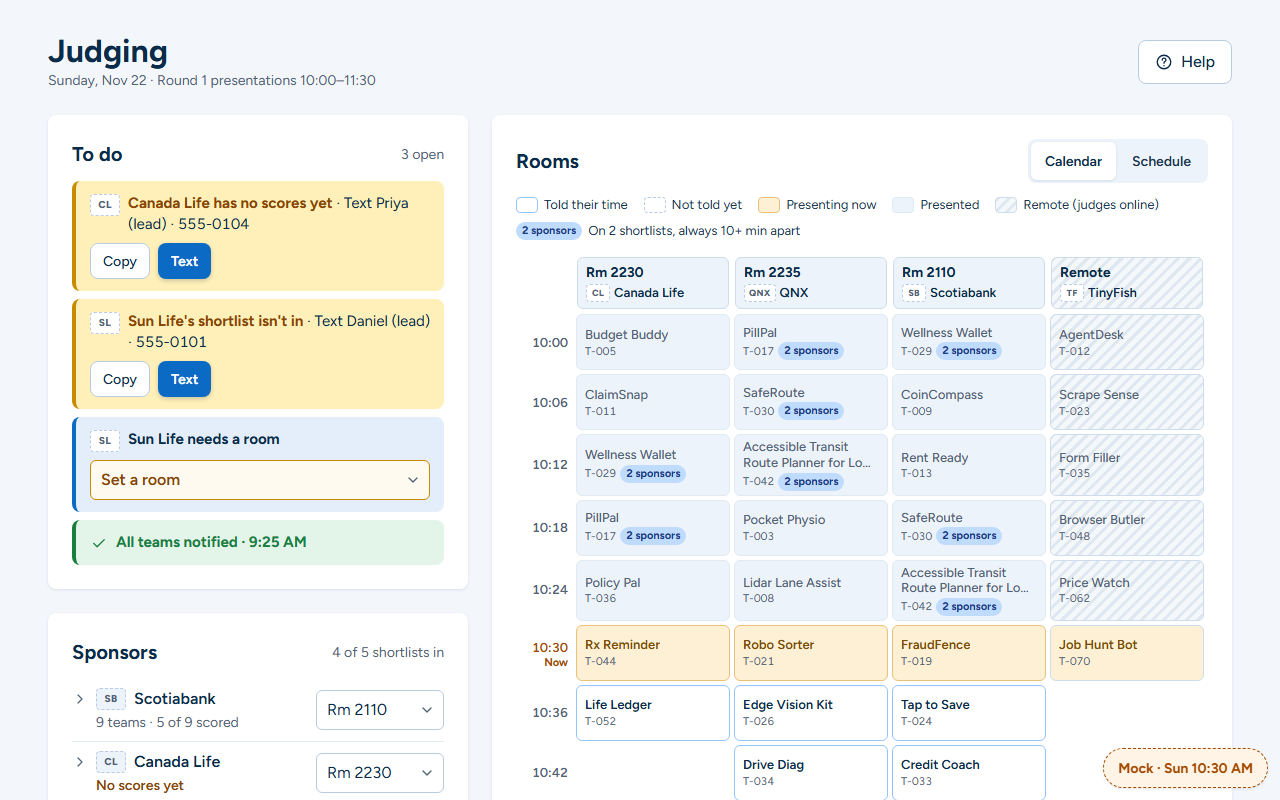 Judging
Sunday, Nov 22 · Round 1 presentations 10:00–11:30
Help
To do
3 open
CL Canada Life has no scores yet · Text Priya
(lead) · 555-0104
Copy Text
SL Sun Life's shortlist isn't in · Text Daniel (lead)
· 555-0101
Copy Text
SL Sun Life needs a room
Set a room
All teams notified · 9:25 AM
Sponsors
4 of 5 shortlists in
SB Scotiabank
9 teams · 5 of 9 scored
Rm 2110
CL Canada Life
No scores yet
Rm 2230
Rooms
Calendar Schedule
Told their time Not told yet Presenting now Presented Remote (judges online)
2 sponsors On 2 shortlists, always 10+ min apart
Rm 2230 Rm 2235 Rm 2110 Remote
CL Canada Life QNX QNX SB Scotiabank TF TinyFish
10:00
Budget Buddy
T-005
PillPal
T-017 2 sponsors
Wellness Wallet
T-029 2 sponsors
AgentDesk
T-012
10:06
ClaimSnap
T-011
SafeRoute
T-030 2 sponsors
CoinCompass
T-009
Scrape Sense
T-023
10:12
Wellness Wallet
T-029 2 sponsors
Accessible Transit
Route Planner for Lo...
T-042 2 sponsors
Rent Ready
T-013
Form Filler
T-035
10:18
PillPal
T-017 2 sponsors
Pocket Physio
T-003
SafeRoute
T-030 2 sponsors
Browser Butler
T-048
10:24
Policy Pal
T-036
Lidar Lane Assist
T-008
Accessible Transit
Route Planner for Lo...
T-042 2 sponsors
Price Watch
T-062
10:30
Now
Rx Reminder
T-044
Robo Sorter
T-021
FraudFence
T-019
Job Hunt Bot
T-070
10:36
Life Ledger
T-052
Edge Vision Kit
T-026
Tap to Save
T-024
10:42
Drive Diag
T-034
Credit Coach
T-033
Mock · Sun 10:30 AM